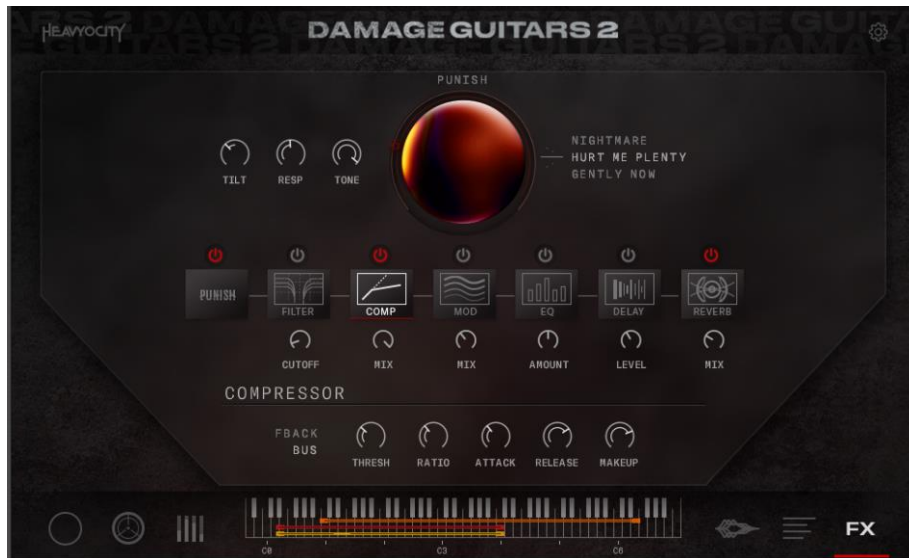 HEAVYOCITY
DAMAGE GUITARS 2
PUNISH
NIGHTMARE
HURT ME PLENTY
GENTLY NOW
TILT RESP TONE
PUNISH FILTER COMP MOD EQ DELAY REVERB
CUTOFF MIX MIX AMOUNT LEVEL MIX
COMPRESSOR
FBACK
BUS
THRESH RATIO ATTACK RELEASE MAKEUP
C0 C3 C6
FX